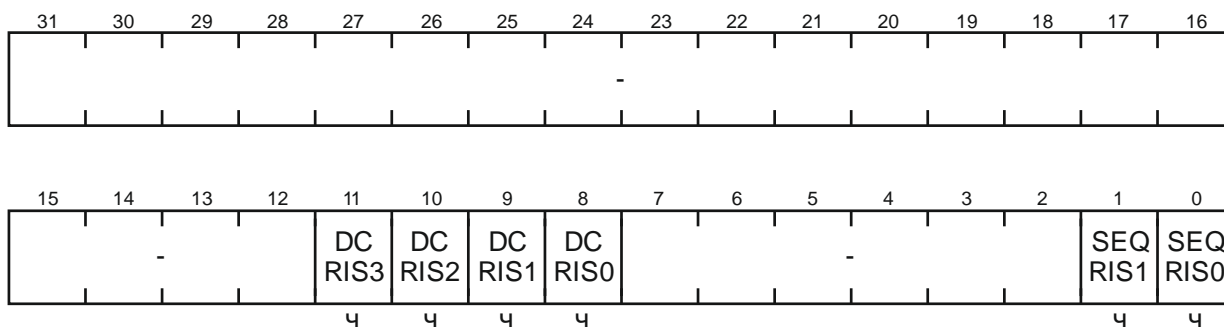 31 30 29 28 27 26 25 24 23 22 21 20 19 18 17 16
-
15 14 13 12 11 10 9 8 7 6 5 4 3 2 1 0
- DC RIS3 DC RIS2 DC RIS1 DC RIS0 - SEQ RIS1 SEQ RIS0
ч ч ч ч ч ч